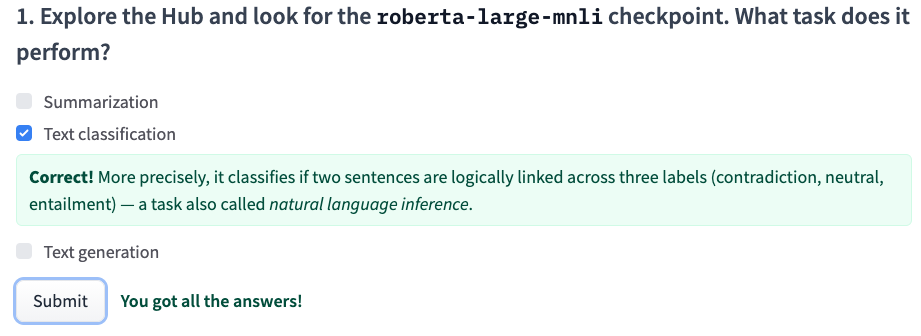 1. Explore the Hub and look for the roberta-large-mnli checkpoint. What task does it
perform?
Summarization
Text classification
Correct! More precisely, it classifies if two sentences are logically linked across three labels (contradiction, neutral,
entailment) — a task also called natural language inference.
Text generation
Submit You got all the answers!